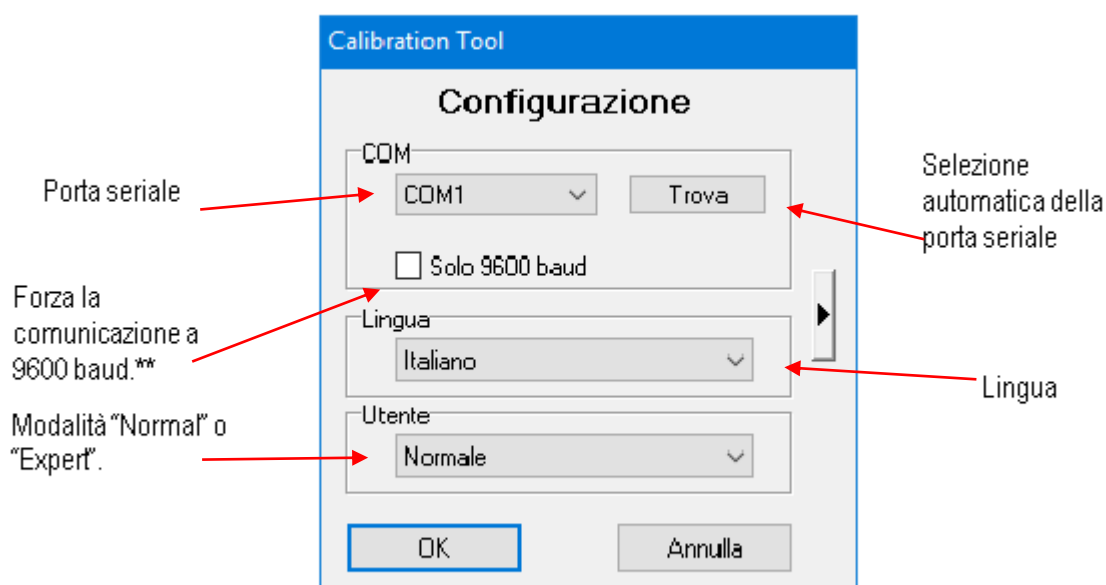 Calibration Tool
Configurazione
COM
COM1
Trova
Solo 9600 baud
Lingua
Italiano
Utente
Normale
OK
Annulla
Porta seriale
Forza la
comunicazione a
9600 baud.**
Modalità “Normal” o
“Expert”.
Selezione
automatica della
porta seriale
Lingua